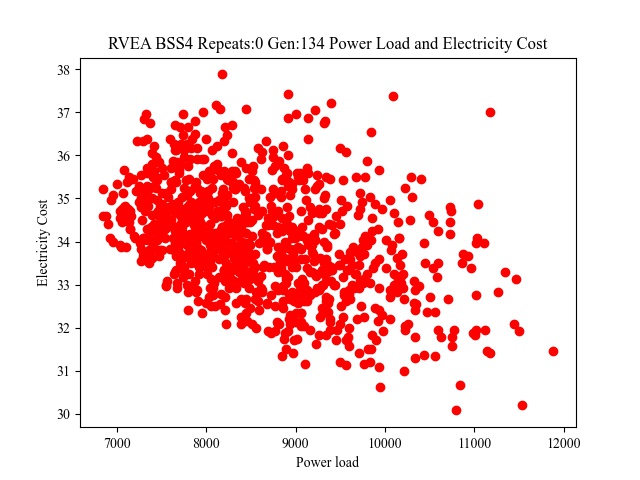 RVEA BSS4 Repeats:0 Gen:134 Power Load and Electricity Cost
38
37
36
35
34
33
32
31
30
Electricity Cost
7000 8000 9000 10000 11000 12000
Power load